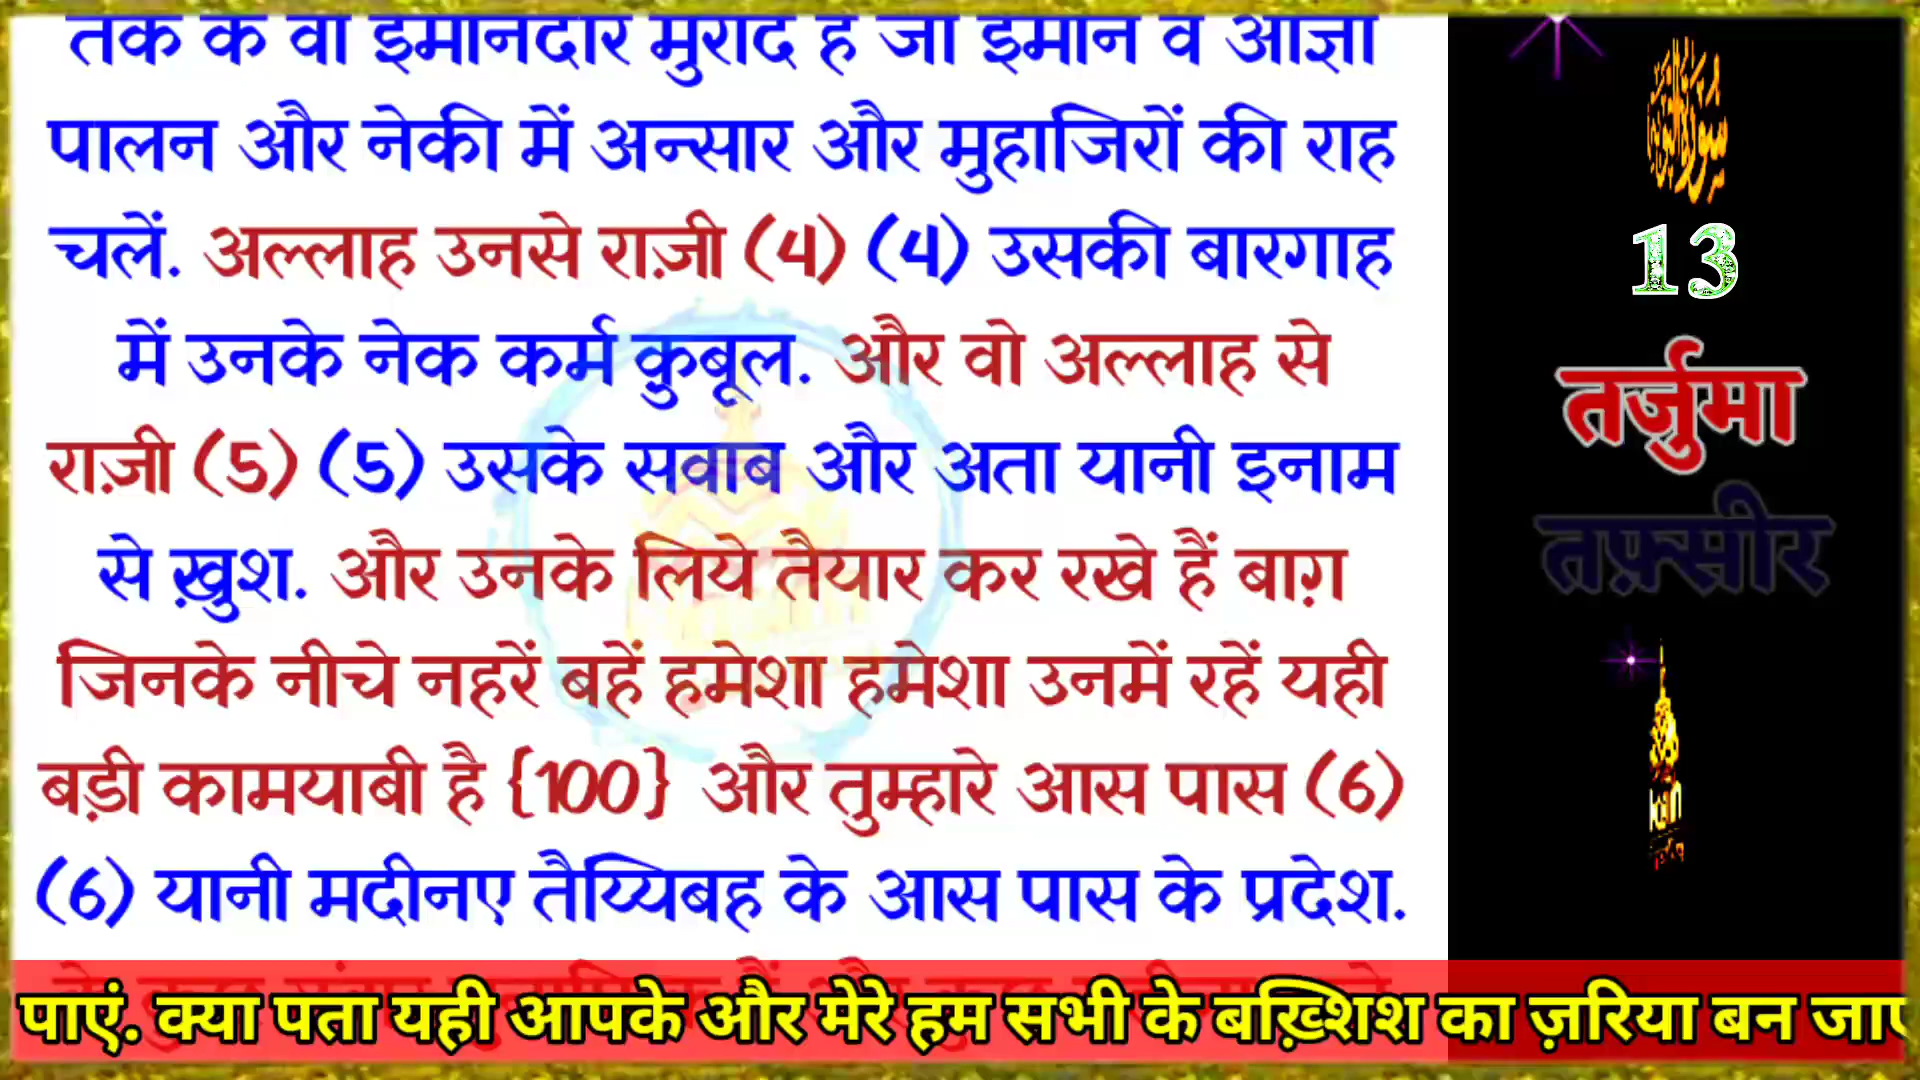 तक के वो ईमानदार मुराद हैं जो ईमान व आज्ञा
पालन और नेकी में अन्सार और मुहाजिरों की राह
चलें. अल्लाह उनसे राज़ी (4) (4) उसकी बारगाह
में उनके नेक कर्म क़ुबूल. और वो अल्लाह से
राज़ी (5) (5) उसके सवाब और अता यानी इनाम
से ख़ुश. और उनके लिये तैयार कर रखे हैं बाग़
जिनके नीचे नहरें बहें हमेशा हमेशा उनमें रहें यही
बड़ी कामयाबी है {100} और तुम्हारे आस पास (6)
(6) यानी मदीनए तैय्यिबह के आस पास के प्रदेश.
पाएं. क्या पता यही आपके और मेरे हम सभी के बख़्शिश का ज़रिया बन जाए
سورة التوبة
13
तर्जुमा
तफ़्सीर